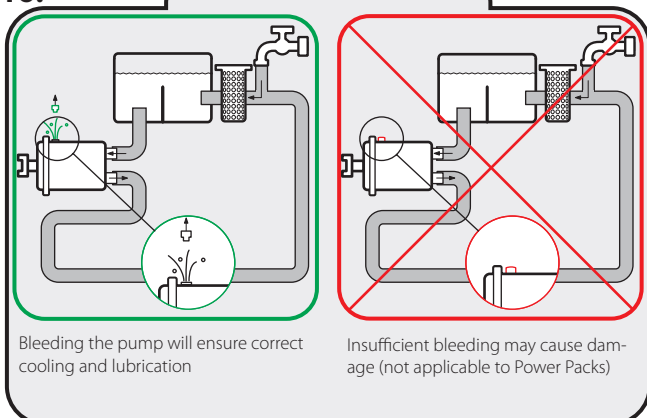 Bleeding the pump will ensure correct
cooling and lubrication
Insufficient bleeding may cause dam-
age (not applicable to Power Packs)